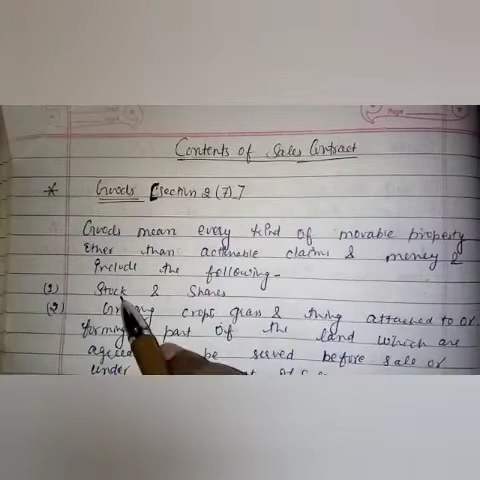 Contents of Sales Contract
* Goods [Section 2(7)]
Goods mean every kind of movable property
other than actionable claims & money &
include the following -
(1) Stock & Shares
(2) Growing crops grass & thing attached to or
forming part of the land which are
agreed be served before sale or
under